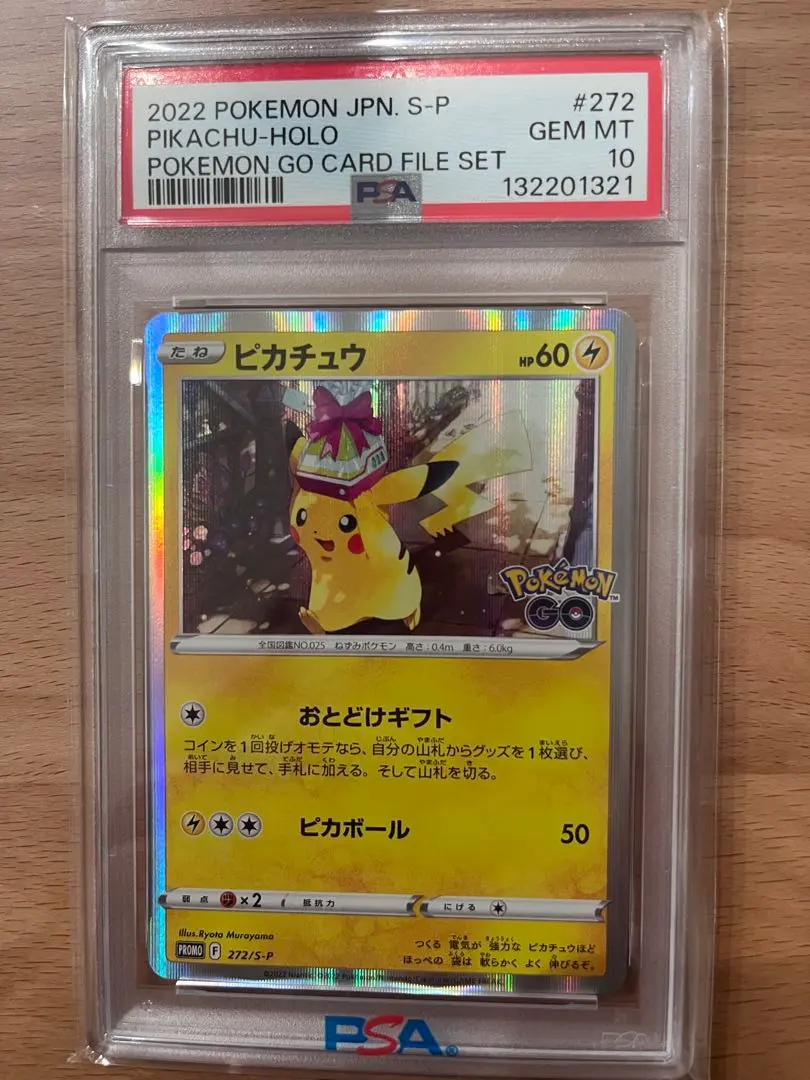 2022 POKEMON JPN. S-P #272
PIKACHU-HOLO GEM MT
POKEMON GO CARD FILE SET 10
PSA 132201321
たね ピカチュウ HP60
Pokémon GO ™
全国図鑑NO.025 ねずみポケモン 高さ:0.4m 重さ:6.0kg
おとどけギフト
コインを1回投げオモテなら、自分の山札からグッズを1枚選び、
相手に見せて、手札に加える。そして山札を切る。
ピカボール 50
弱点 ×2 抵抗力 にげる
Illus.Ryota Murayama
PROMO F 272/S-P
つくる 電気が 強力な ピカチュウほど
ほっぺの 袋は 軟らかく よく 伸びるぞ。
©2022 Niantic
PSA®